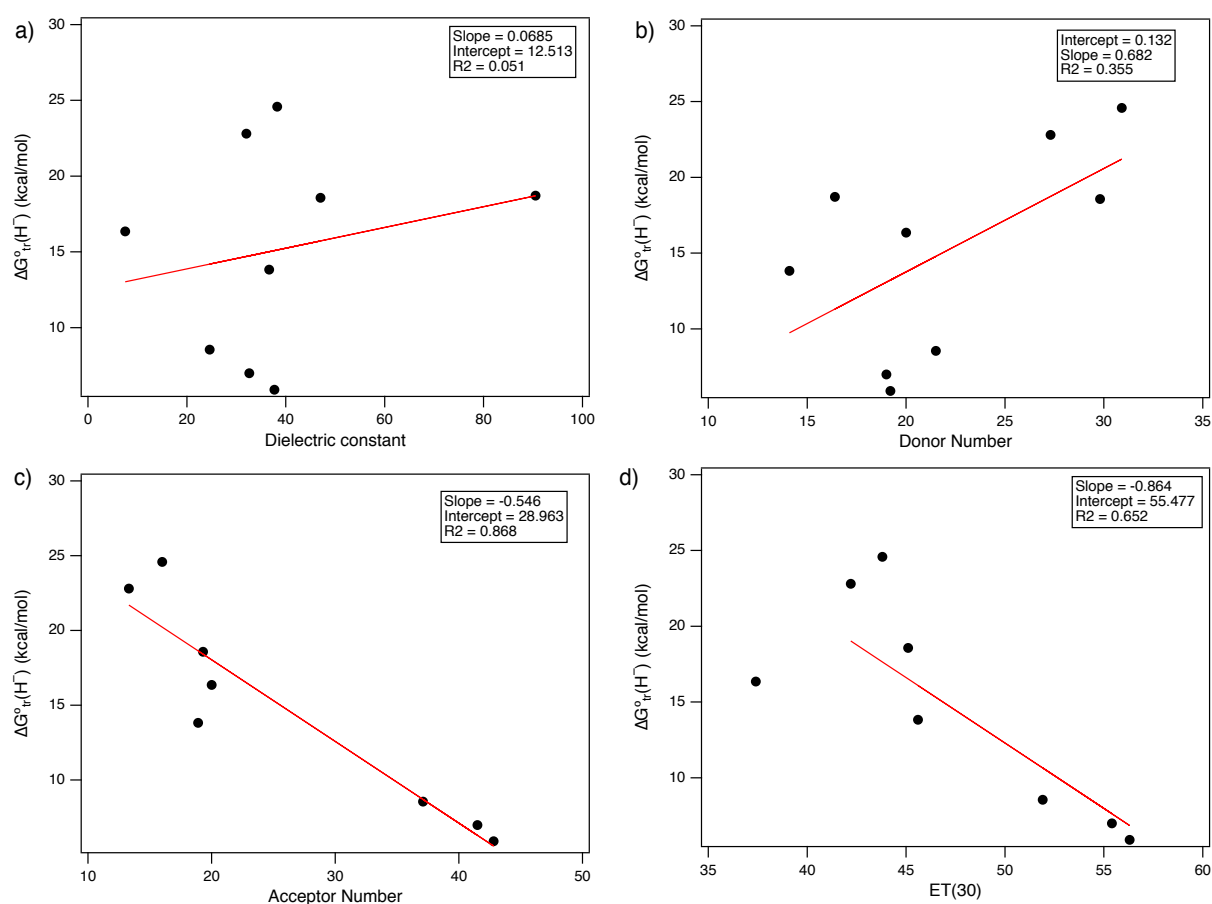 a)
Slope = 0.0685
Intercept = 12.513
R2 = 0.051
30
25
20
15
10
ΔG°tr(H⁻) (kcal/mol)
0 20 40 60 80 100
Dielectric constant
b)
Intercept = 0.132
Slope = 0.682
R2 = 0.355
30
25
20
15
10
ΔG°tr(H⁻) (kcal/mol)
10 15 20 25 30 35
Donor Number
c)
Slope = -0.546
Intercept = 28.963
R2 = 0.868
30
25
20
15
10
ΔG°tr(H⁻) (kcal/mol)
10 20 30 40 50
Acceptor Number
d)
Slope = -0.864
Intercept = 55.477
R2 = 0.652
30
25
20
15
10
ΔG°tr(H⁻) (kcal/mol)
35 40 45 50 55 60
ET(30)